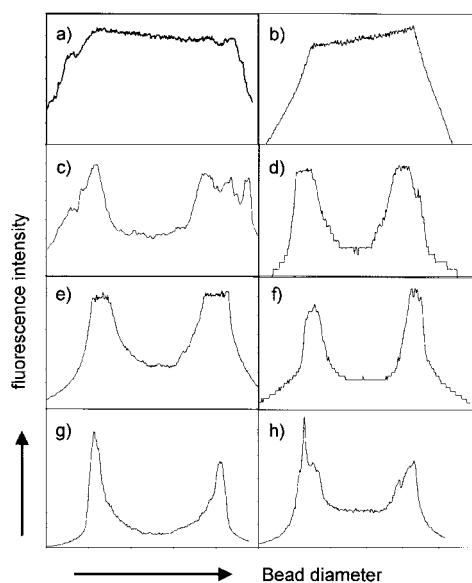 a)
b)
c)
d)
e)
f)
g)
h)
fluorescence intensity
Bead diameter